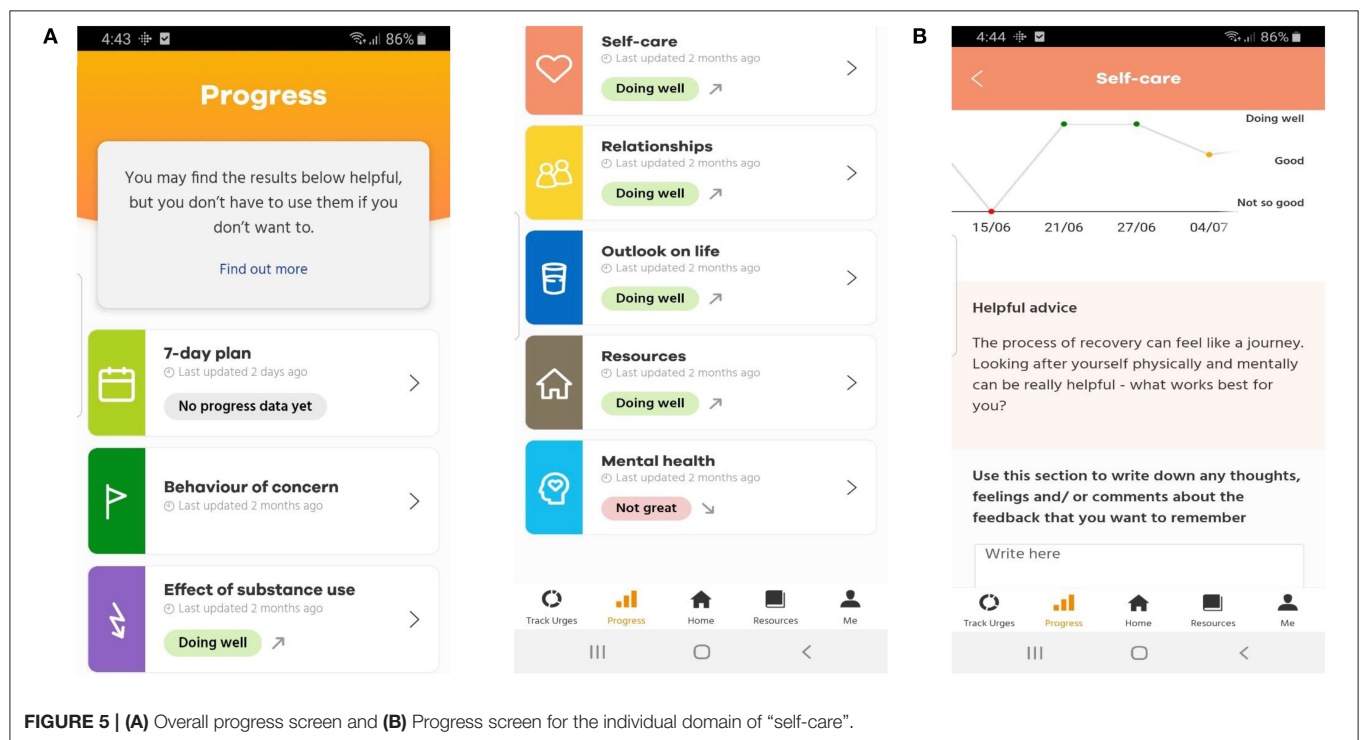 A
4:43
86%
Progress
You may find the results below helpful,
but you don't have to use them if you
don't want to.
Find out more
7-day plan
Last updated 2 days ago
No progress data yet
Behaviour of concern
Last updated 2 months ago
Effect of substance use
Last updated 2 months ago
Doing well
Self-care
Last updated 2 months ago
Doing well
Relationships
Last updated 2 months ago
Doing well
Outlook on life
Last updated 2 months ago
Doing well
Resources
Last updated 2 months ago
Doing well
Mental health
Last updated 2 months ago
Not great
Track Urges Progress Home Resources Me
B
4:44
86%
Self-care
Doing well
Good
Not so good
15/06 21/06 27/06 04/07
Helpful advice
The process of recovery can feel like a journey.
Looking after yourself physically and mentally
can be really helpful - what works best for
you?
Use this section to write down any thoughts,
feelings and/ or comments about the
feedback that you want to remember
Write here
Track Urges Progress Home Resources Me
FIGURE 5 | (A) Overall progress screen and (B) Progress screen for the individual domain of "self-care".